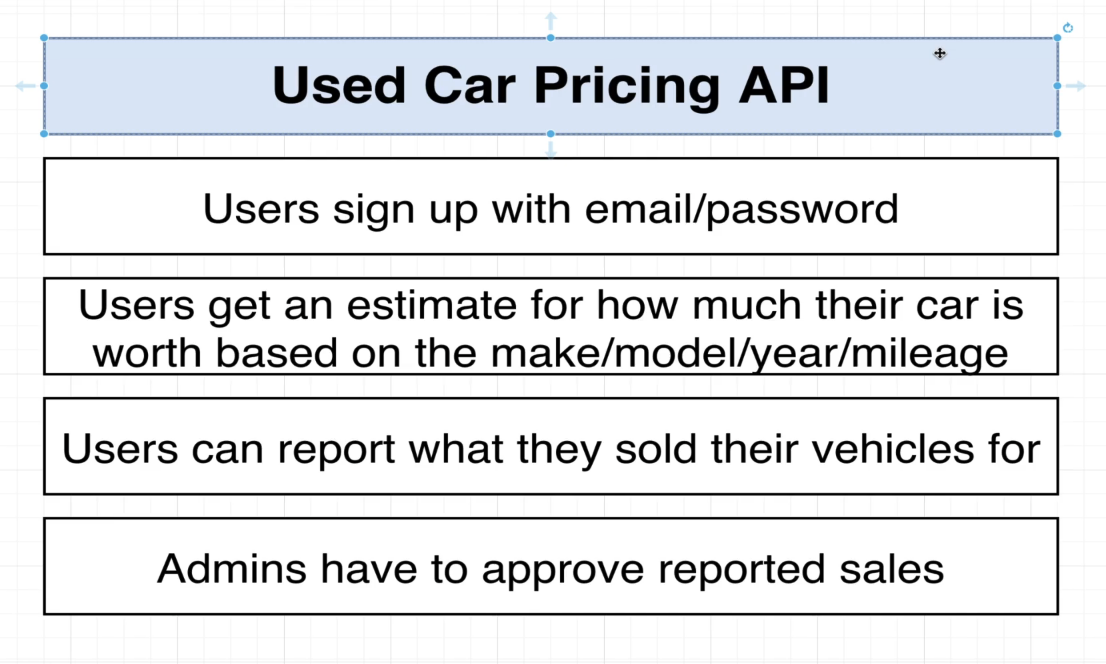 Used Car Pricing API
Users sign up with email/password
Users get an estimate for how much their car is
worth based on the make/model/year/mileage
Users can report what they sold their vehicles for
Admins have to approve reported sales